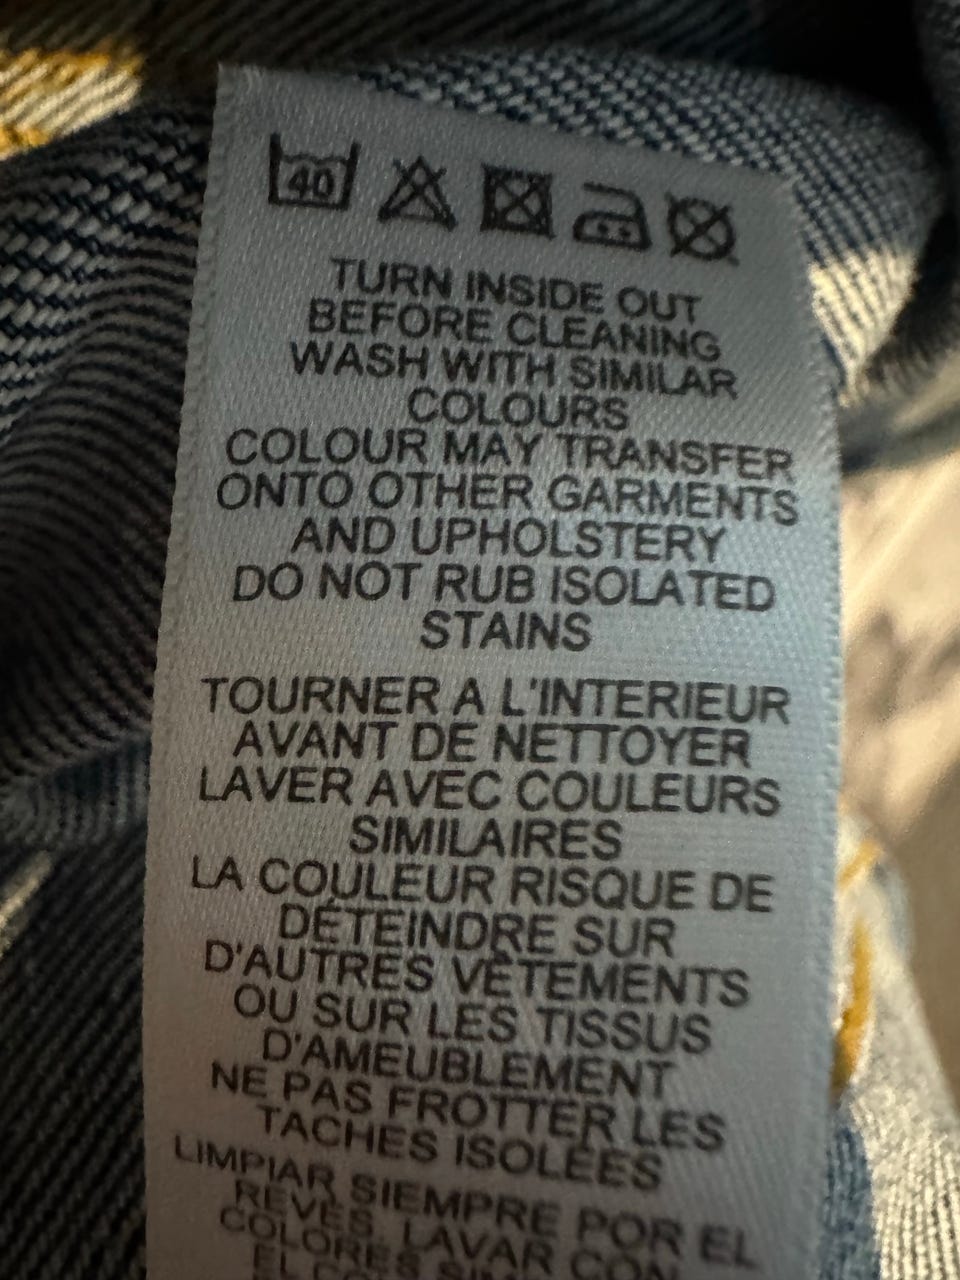 40
TURN INSIDE OUT
BEFORE CLEANING
WASH WITH SIMILAR
COLOURS
COLOUR MAY TRANSFER
ONTO OTHER GARMENTS
AND UPHOLSTERY
DO NOT RUB ISOLATED
STAINS
TOURNER A L'INTERIEUR
AVANT DE NETTOYER
LAVER AVEC COULEURS
SIMILAIRES
LA COULEUR RISQUE DE
DÉTEINDRE SUR
D'AUTRES VÊTEMENTS
OU SUR LES TISSUS
D'AMEUBLEMENT
NE PAS FROTTER LES
TACHES ISOLÉES
LIMPIAR SIEMPRE POR EL
REVÉS. LAVAR CON
COLORES
EL